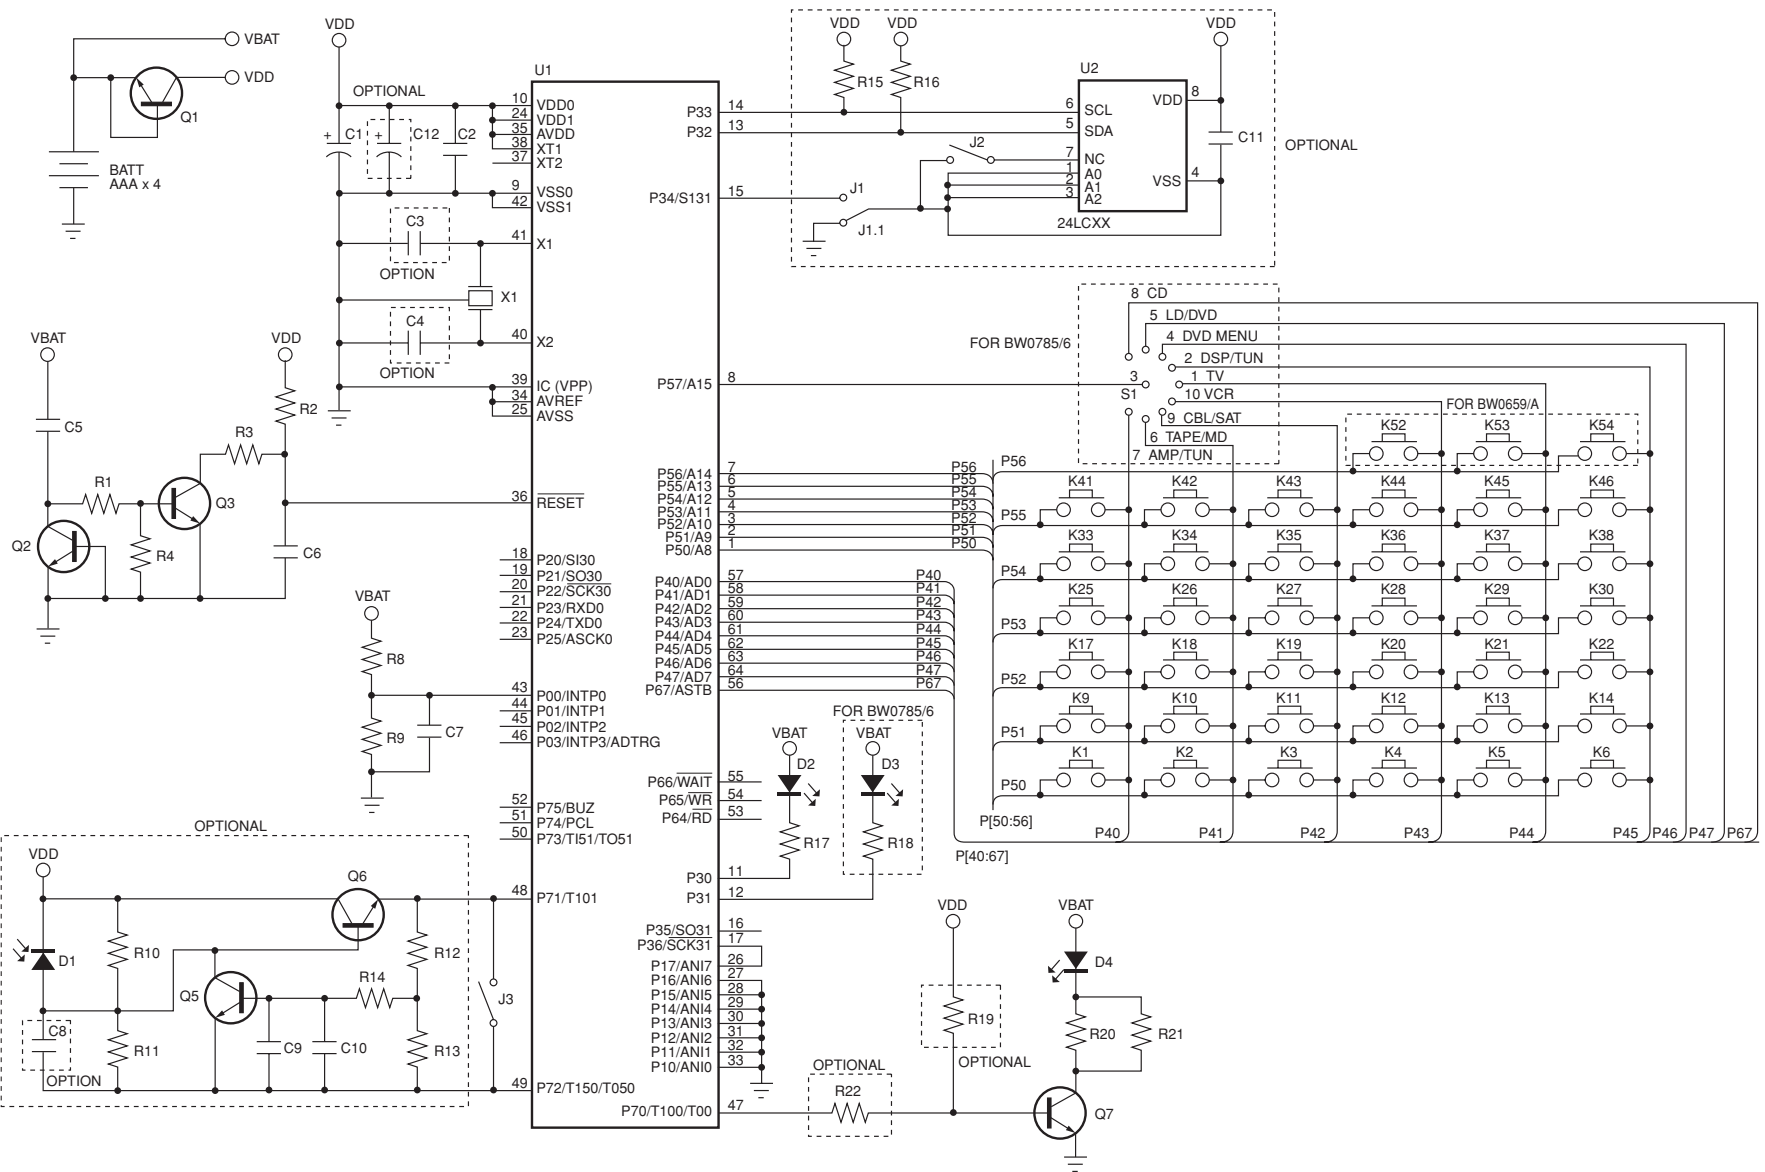 VBAT
VDD
Q1
BATT
AAA x 4
VDD
OPTIONAL
+ C1
+ C12
C2
U1
10 VDD0
24 VDD1
35 AVDD
38 XT1
37 XT2
9 VSS0
42 VSS1
C3
OPTION
41 X1
X1
C4
OPTION
40 X2
39 IC (VPP)
34 AVREF
25 AVSS
VBAT
C5
VDD
R2
R3
R1
Q3
Q2
R4
C6
36 RESET
18 P20/SI30
19 P21/SO30
20 P22/SCK30
21 P23/RXD0
22 P24/TXD0
23 P25/ASCK0
VBAT
R8
R9
C7
43 P00/INTP0
44 P01/INTP1
45 P02/INTP2
46 P03/INTP3/ADTRG
52 P75/BUZ
51 P74/PCL
50 P73/TI51/TO51
OPTIONAL
VDD
Q6
D1
R10
R12
R14
Q5
C8
OPTION
R11
C9
C10
R13
J3
48 P71/T101
49 P72/T150/T050
P33 14
P32 13
P34/S131 15
P57/A15 8
P56/A14 7 P56
P55/A13 6 P55
P54/A12 5 P54
P53/A11 4 P53
P52/A10 3 P52
P51/A9 2 P51
P50/A8 1 P50
P40/AD0 57 P40
P41/AD1 58 P41
P42/AD2 59 P42
P43/AD3 60 P43
P44/AD4 61 P44
P45/AD5 62 P45
P46/AD6 63 P46
P47/AD7 64 P47
P67/ASTB 56 P67
P66/WAIT 55
P65/WR 54
P64/RD 53
P30 11
P31 12
P35/SO31 16
P36/SCK31 17
P17/ANI7 26
P16/ANI6 27
P15/ANI5 28
P14/ANI4 29
P13/ANI3 30
P12/ANI2 31
P11/ANI1 32
P10/ANI0 33
P70/T100/T00 47
VDD
VDD
VDD
R15
R16
U2
6 SCL
5 SDA
7 NC
1 A0
2 A1
3 A2
VDD 8
VSS 4
24LCXX
C11
OPTIONAL
J2
J1
J1.1
FOR BW0785/6
8 CD
5 LD/DVD
4 DVD MENU
2 DSP/TUN
1 TV
10 VCR
9 CBL/SAT
6 TAPE/MD
7 AMP/TUN
3
S1
FOR BW0659/A
P56
K52 K53 K54
P55
K41 K42 K43 K44 K45 K46
P54
K33 K34 K35 K36 K37 K38
P53
K25 K26 K27 K28 K29 K30
P52
K17 K18 K19 K20 K21 K22
P51
K9 K10 K11 K12 K13 K14
P50
K1 K2 K3 K4 K5 K6
P[50:56]
P40 P41 P42 P43 P44 P45 P46 P47 P67
P[40:67]
FOR BW0785/6
VBAT
D2
R17
VBAT
D3
R18
VDD
R19
OPTIONAL
VBAT
D4
R20
R21
OPTIONAL
R22
Q7